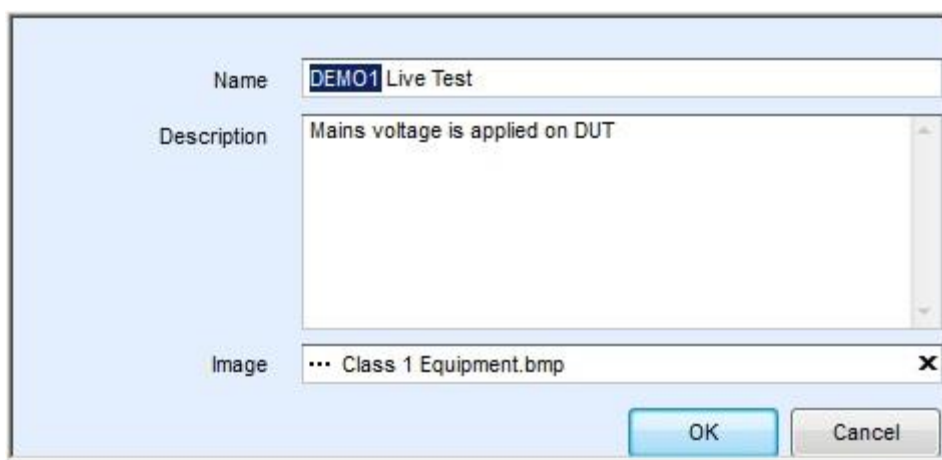 Name DEMO1 Live Test
Description Mains voltage is applied on DUT
Image ... Class 1 Equipment.bmp x
OK Cancel